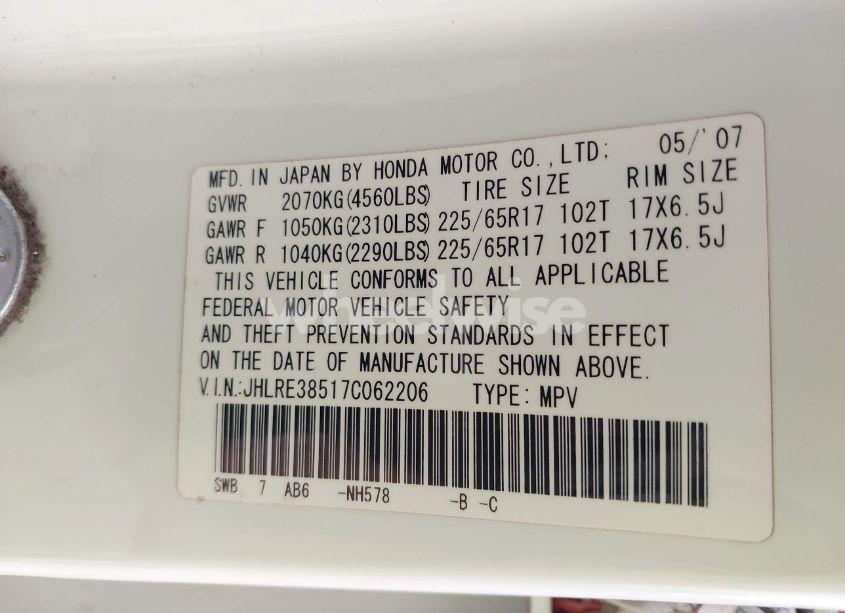 MFD. IN JAPAN BY HONDA MOTOR CO.,LTD; 05/'07
GVWR 2070KG(4560LBS) TIRE SIZE RIM SIZE
GAWR F 1050KG(2310LBS) 225/65R17 102T 17X6.5J
GAWR R 1040KG(2290LBS) 225/65R17 102T 17X6.5J
THIS VEHICLE CONFORMS TO ALL APPLICABLE
FEDERAL MOTOR VEHICLE SAFETY
AND THEFT PREVENTION STANDARDS IN EFFECT
ON THE DATE OF MANUFACTURE SHOWN ABOVE.
V.I.N.:JHLRE38517C062206 TYPE: MPV
SWB 7 AB6 -NH578 -B -C
wheelwise